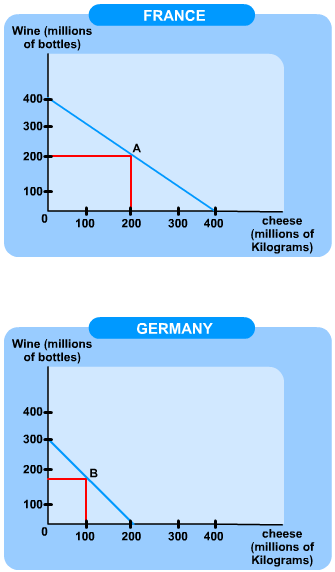 FRANCE
Wine (millions
of bottles)
400
300
A
200
100
0
100
200
300
400
cheese
(millions of
Kilograms)
GERMANY
Wine (millions
of bottles)
400
300
200
B
100
0
100
200
300
400
cheese
(millions of
Kilograms)